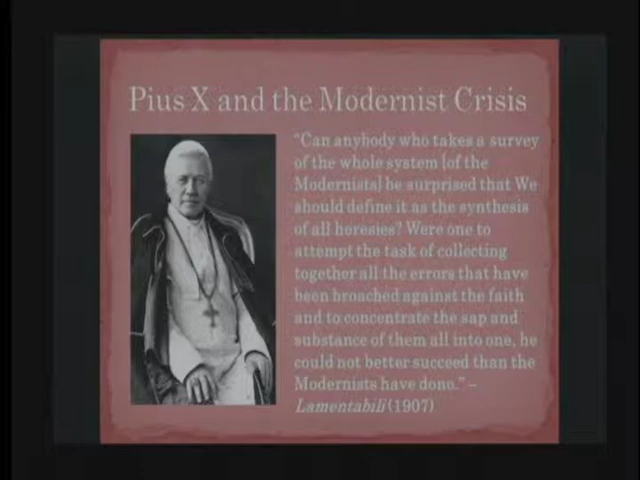 Pius X and the Modernist Crisis
"Can anybody who takes a survey
of the whole system [of the
Modernists] be surprised that We
should define it as the synthesis
of all heresies? Were one to
attempt the task of collecting
together all the errors that have
been broached against the faith
and to concentrate the sap and
substance of them all into one, he
could not better succeed than the
Modernists have done." –
Lamentabili (1907)